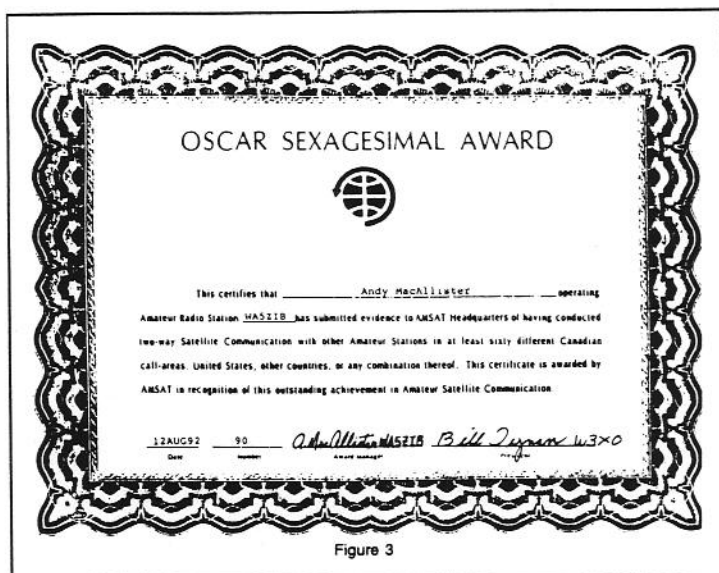 OSCAR SEXAGESIMAL AWARD
This certifies that Andy MacAllister operating
Amateur Radio Station WA5ZIB has submitted evidence to AMSAT Headquarters of having conducted
two-way Satellite Communication with other Amateur Stations in at least sixty different Canadian
call-areas, United States, other countries, or any combination thereof. This certificate is awarded by
AMSAT in recognition of this outstanding achievement in Amateur Satellite Communication.
12AUG92 90 A. MacAllister WA5ZIB Bill Tynan W3XO
Date Number Award Manager
Figure 3